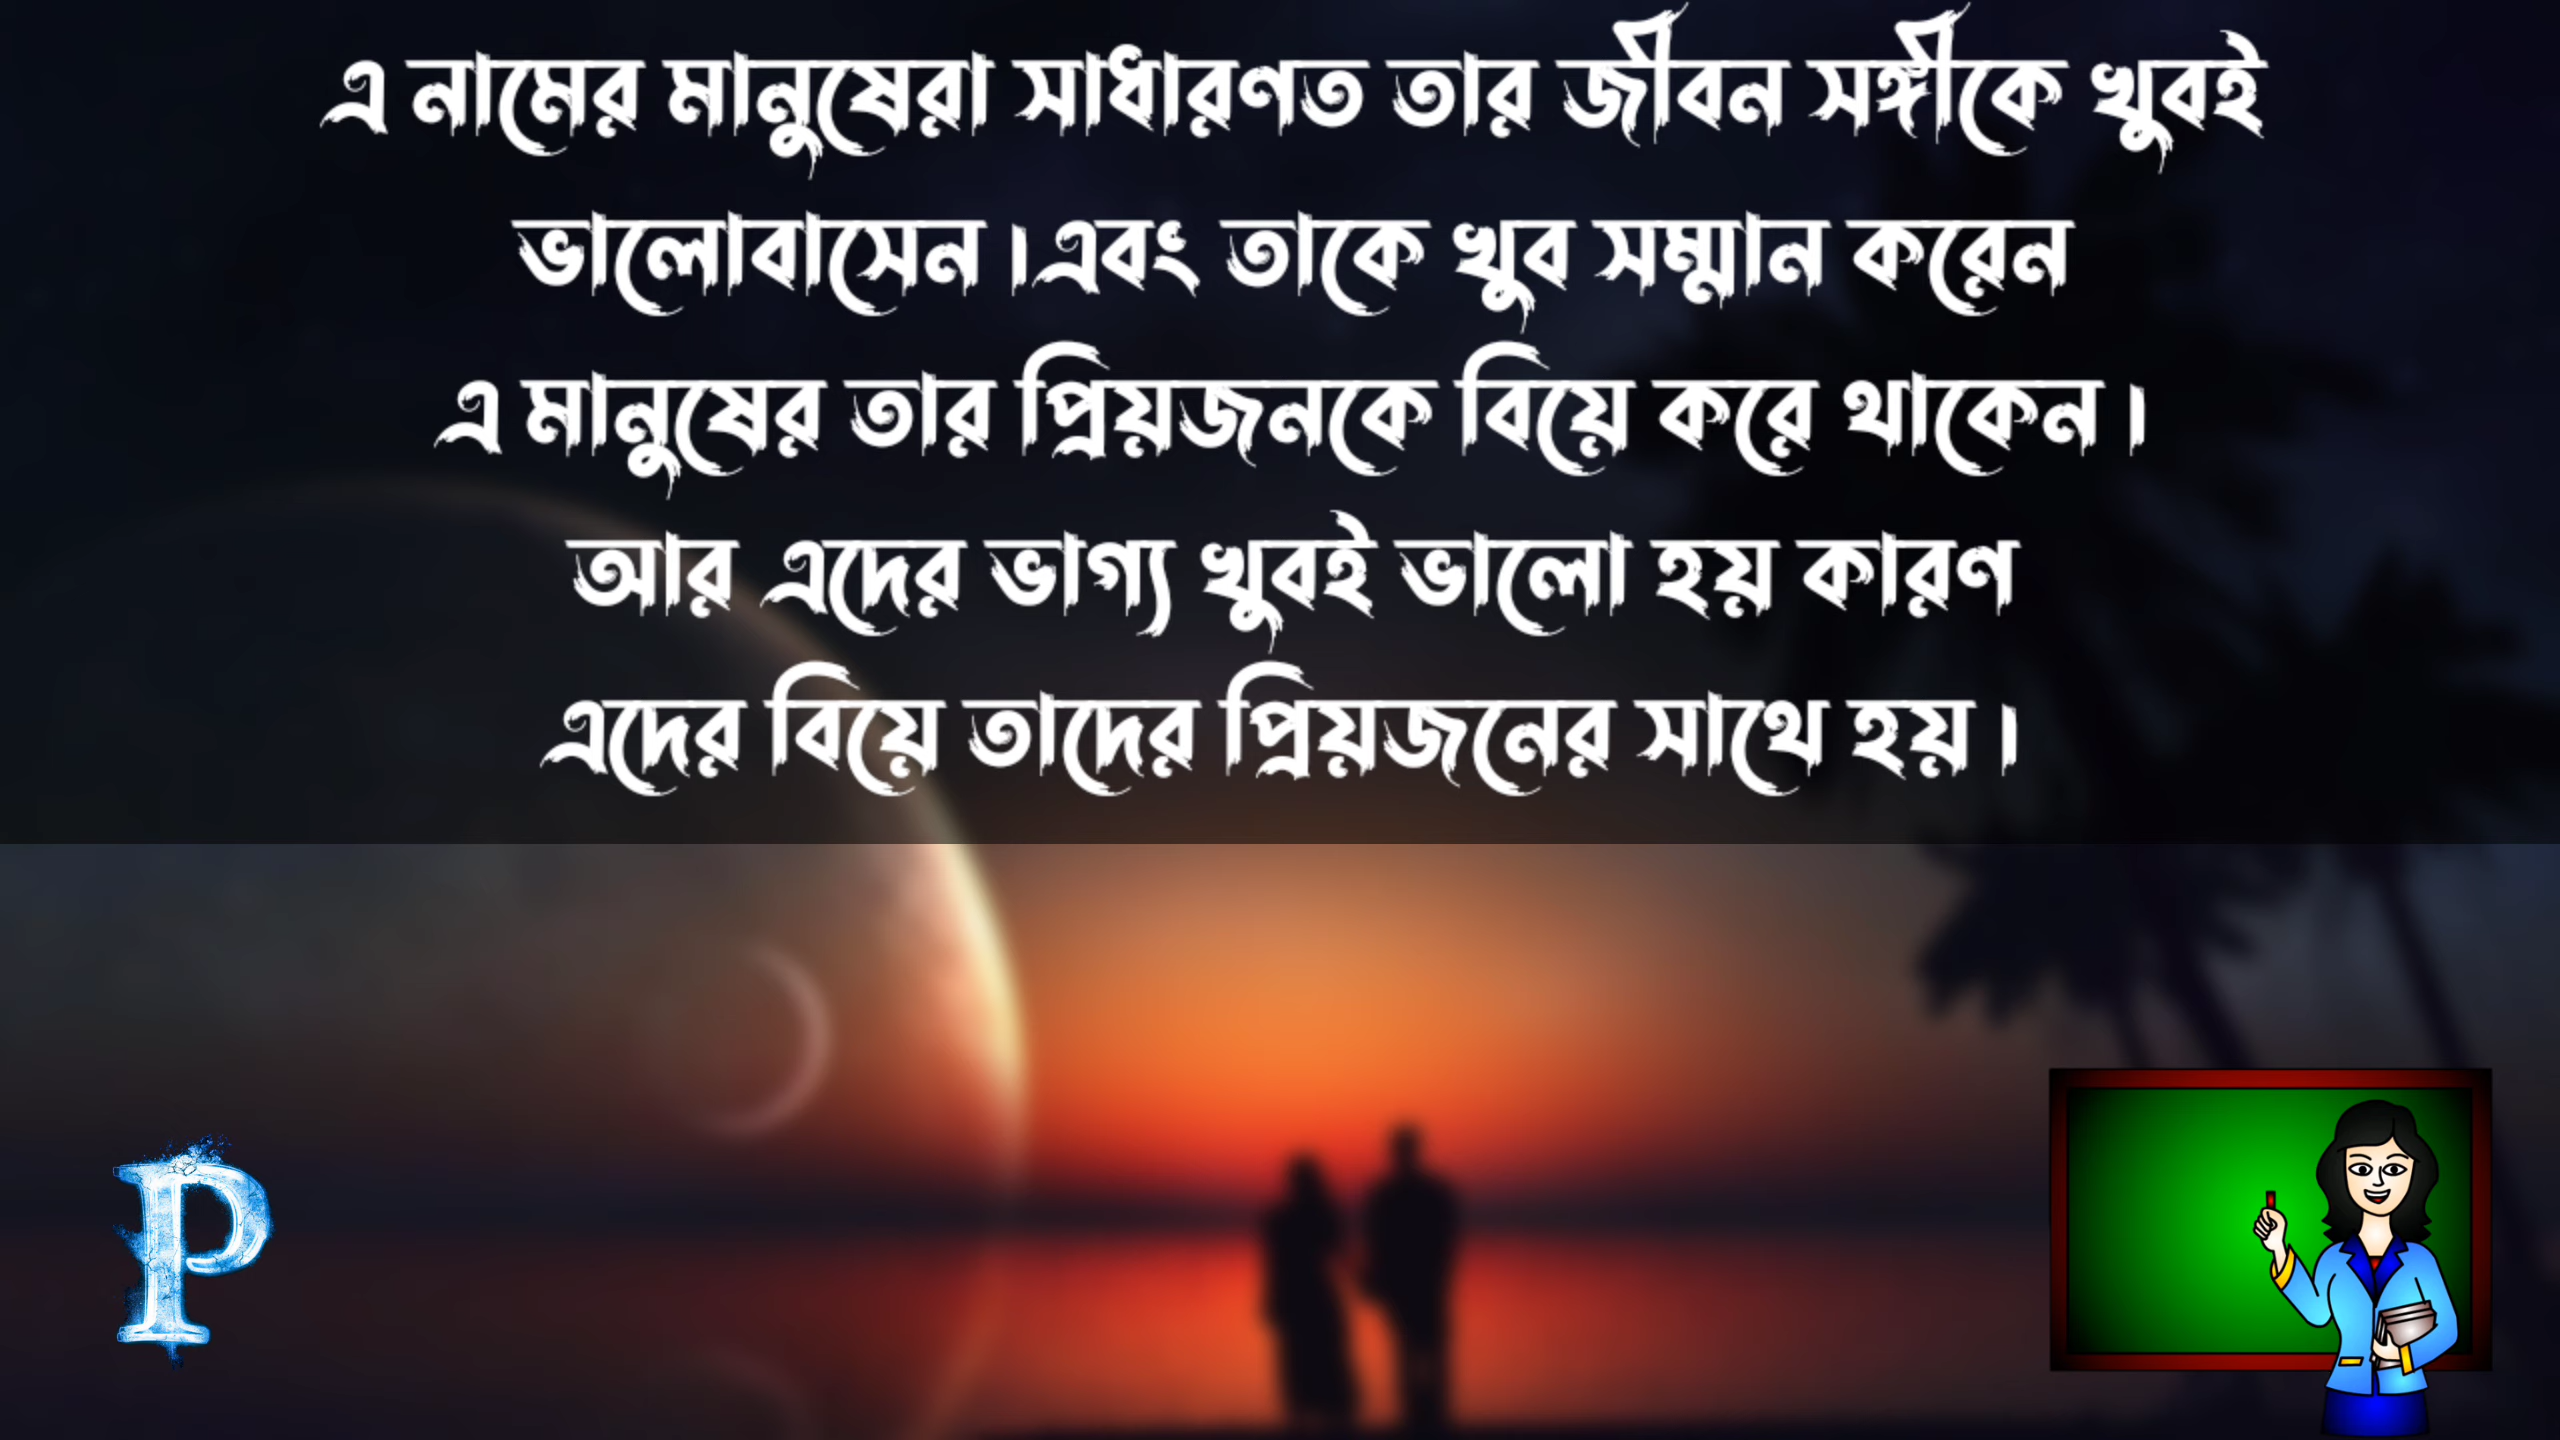 এ নামের মানুষেরা সাধারণত তার জীবন সঙ্গীকে খুবই
ভালোবাসেন।এবং তাকে খুব সম্মান করেন
এ মানুষের তার প্রিয়জনকে বিয়ে করে থাকেন।
আর এদের ভাগ্য খুবই ভালো হয় কারণ
এদের বিয়ে তাদের প্রিয়জনের সাথে হয়।
P